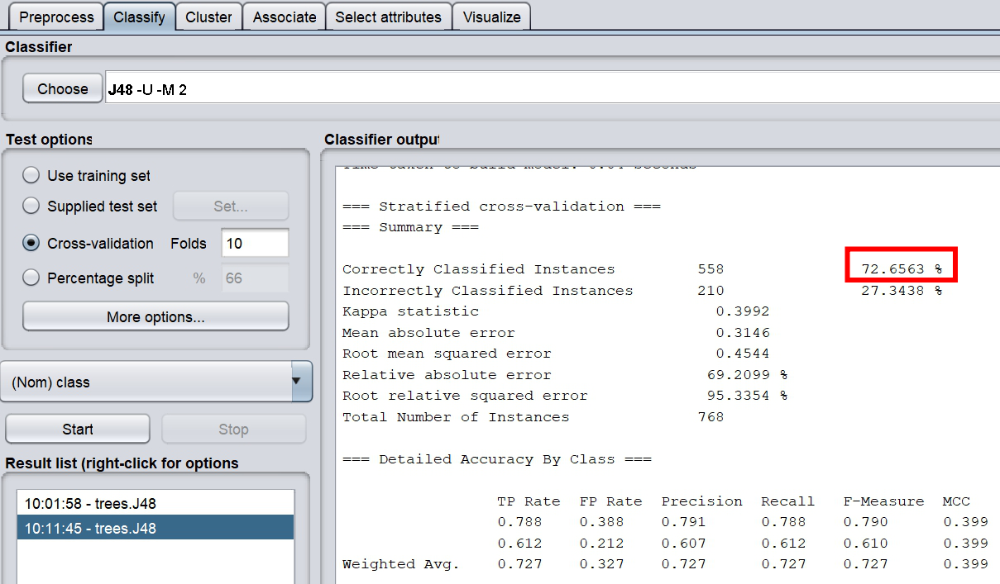 Preprocess Classify Cluster Associate Select attributes Visualize
Classifier
Choose J48 -U -M 2
Test options
Use training set
Supplied test set Set...
Cross-validation Folds 10
Percentage split % 66
More options...
(Nom) class
Start Stop
Result list (right-click for options
10:01:58 - trees.J48
10:11:45 - trees.J48
Classifier output
=== Stratified cross-validation ===
=== Summary ===
Correctly Classified Instances 558 72.6563 %
Incorrectly Classified Instances 210 27.3438 %
Kappa statistic 0.3992
Mean absolute error 0.3146
Root mean squared error 0.4544
Relative absolute error 69.2099 %
Root relative squared error 95.3354 %
Total Number of Instances 768
=== Detailed Accuracy By Class ===
TP Rate FP Rate Precision Recall F-Measure MCC
0.788 0.388 0.791 0.788 0.790 0.399
0.612 0.212 0.607 0.612 0.610 0.399
Weighted Avg. 0.727 0.327 0.727 0.727 0.727 0.399